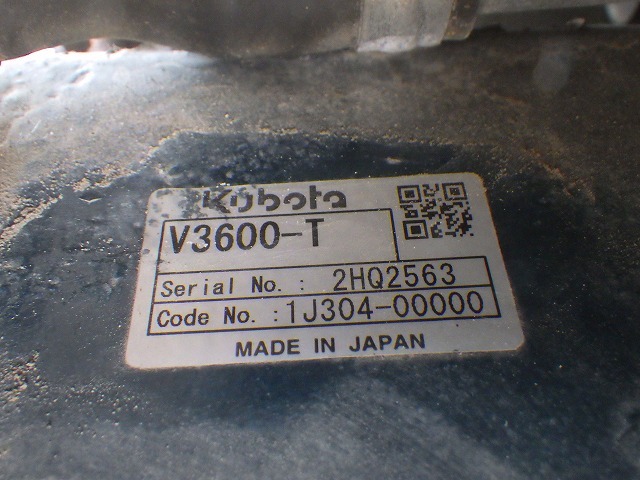 Kubota
V3600-T
Serial No. : 2HQ2563
Code No. : 1J304-00000
MADE IN JAPAN